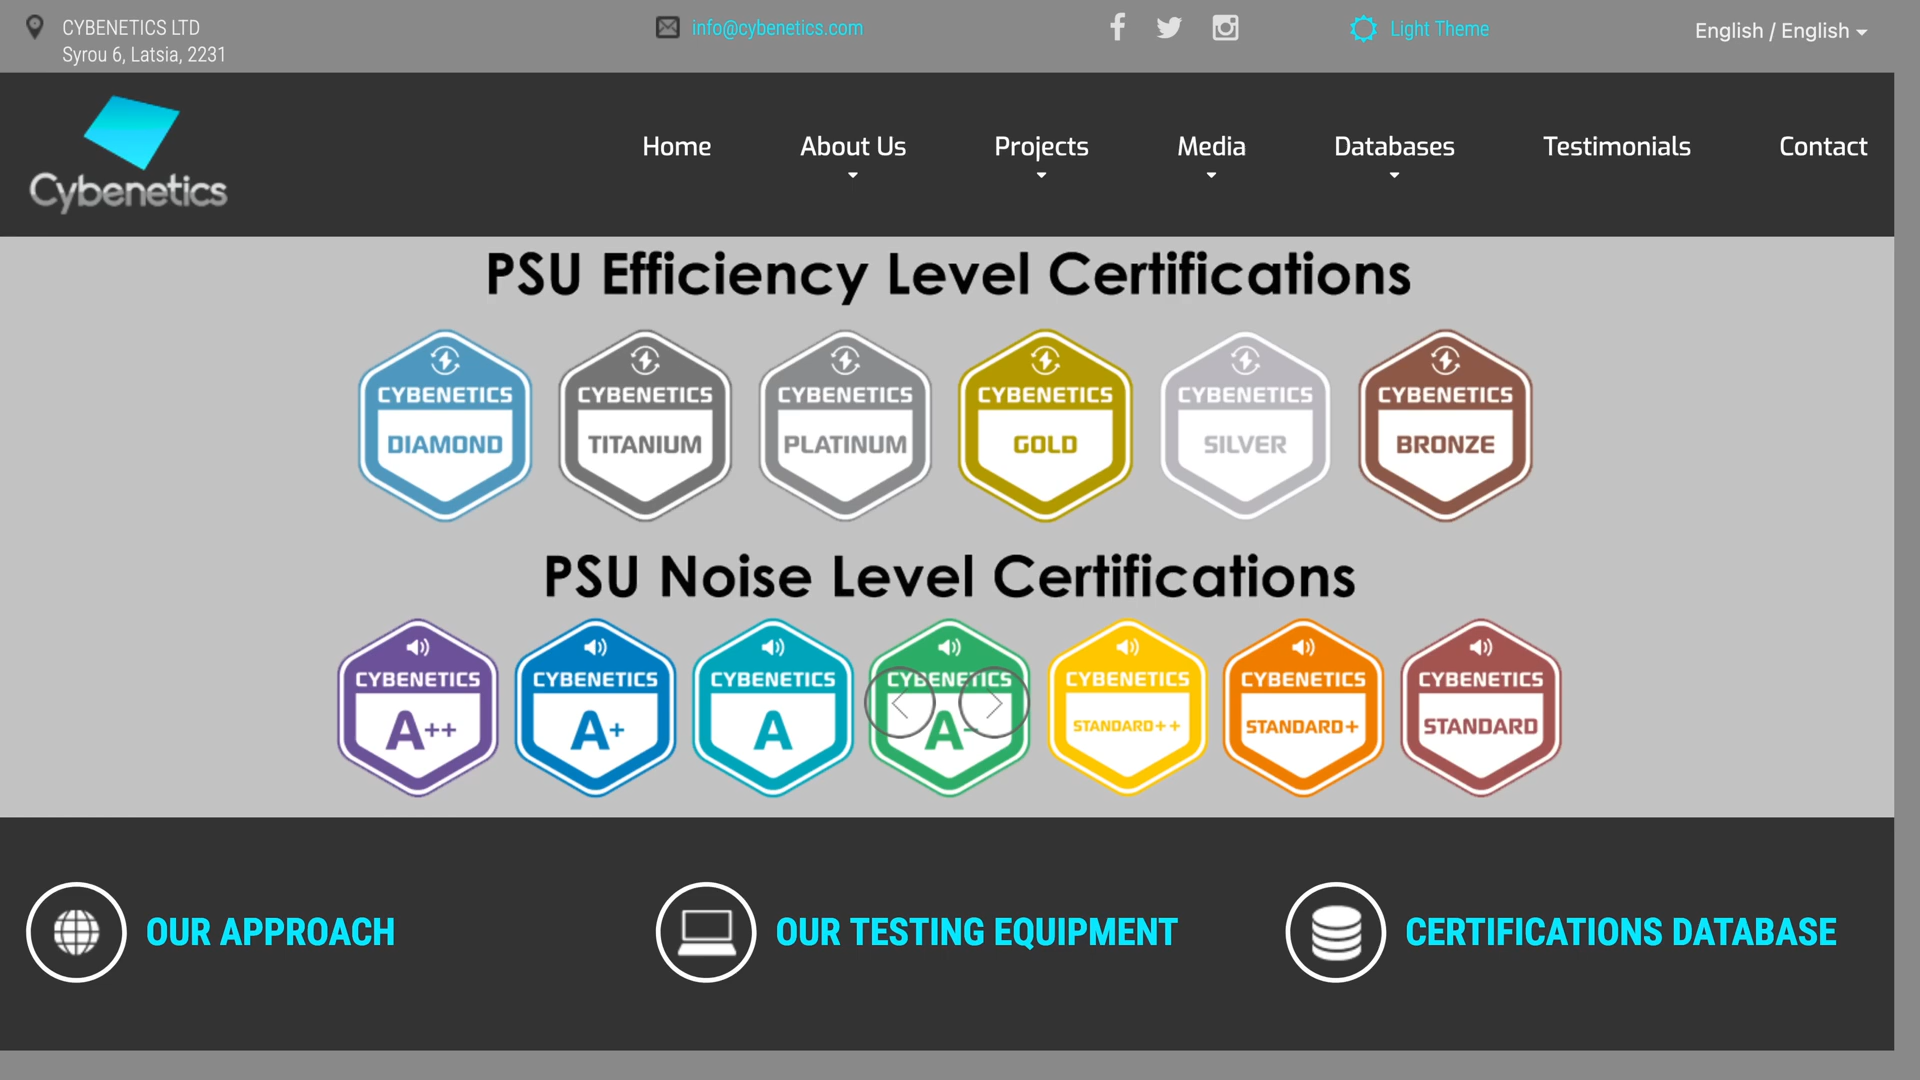 CYBENETICS LTD
Syrou 6, Latsia, 2231
info@cybenetics.com
Light Theme
English / English
Cybenetics
Home
About Us
Projects
Media
Databases
Testimonials
Contact
PSU Efficiency Level Certifications
CYBENETICS
DIAMOND
CYBENETICS
TITANIUM
CYBENETICS
PLATINUM
CYBENETICS
GOLD
CYBENETICS
SILVER
CYBENETICS
BRONZE
PSU Noise Level Certifications
CYBENETICS
A++
CYBENETICS
A+
CYBENETICS
A
CYBENETICS
A-
CYBENETICS
STANDARD++
CYBENETICS
STANDARD+
CYBENETICS
STANDARD
OUR APPROACH
OUR TESTING EQUIPMENT
CERTIFICATIONS DATABASE